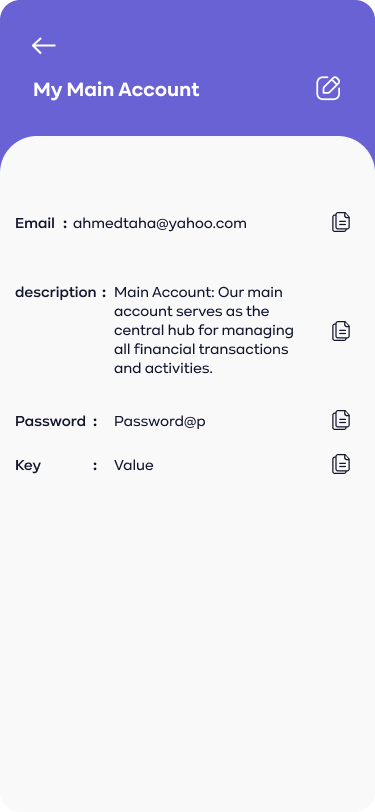 My Main Account
Email : ahmedtaha@yahoo.com
description : Main Account: Our main
account serves as the
central hub for managing
all financial transactions
and activities.
Password : Password@p
Key : Value